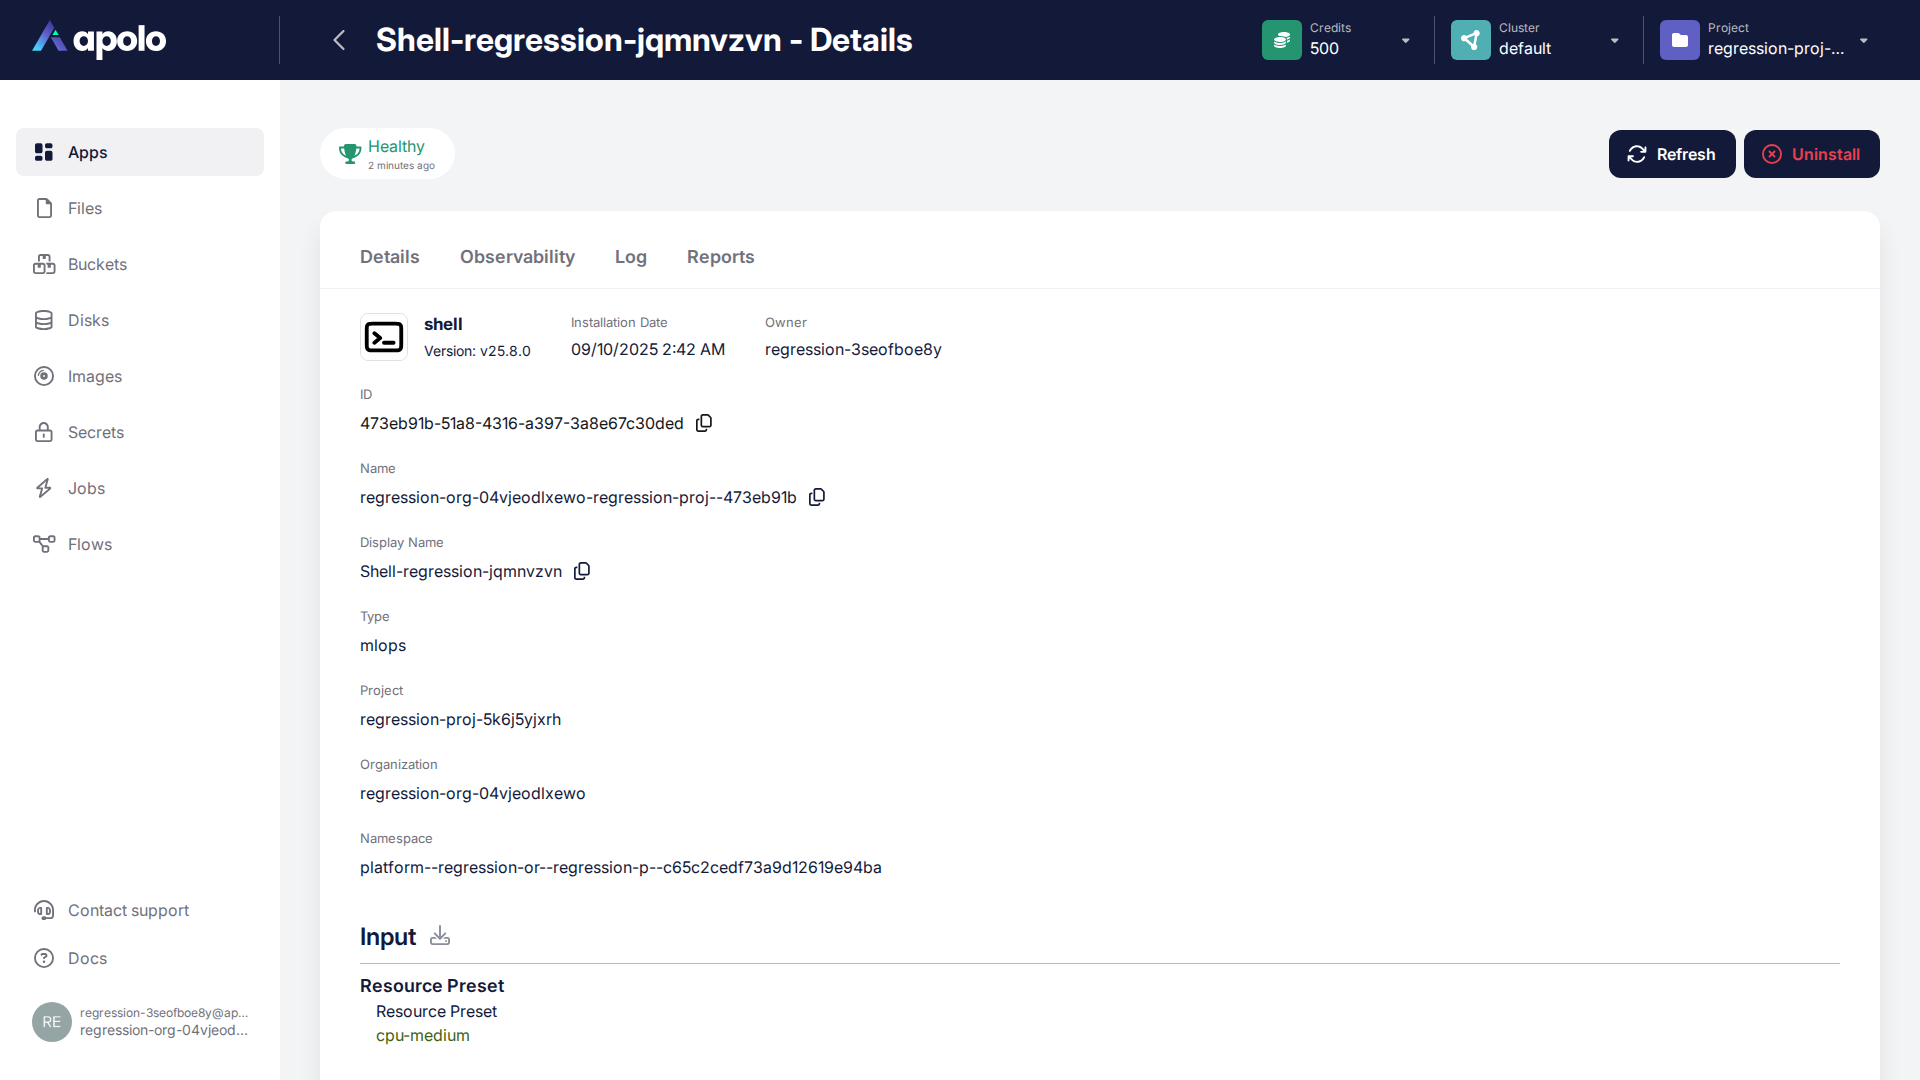 apolo
Shell-regression-jqmnvzvn - Details
Credits
500
Cluster
default
Project
regression-proj-...
Apps
Files
Buckets
Disks
Images
Secrets
Jobs
Flows
Contact support
Docs
RE
regression-3seofboe8y@ap...
regression-org-04vjeod...
Healthy
2 minutes ago
Refresh
Uninstall
Details
Observability
Log
Reports
shell
Version: v25.8.0
Installation Date
09/10/2025 2:42 AM
Owner
regression-3seofboe8y
ID
473eb91b-51a8-4316-a397-3a8e67c30ded
Name
regression-org-04vjeodlxewo-regression-proj--473eb91b
Display Name
Shell-regression-jqmnvzvn
Type
mlops
Project
regression-proj-5k6j5yjxrh
Organization
regression-org-04vjeodlxewo
Namespace
platform--regression-or--regression-p--c65c2cedf73a9d12619e94ba
Input
Resource Preset
Resource Preset
cpu-medium